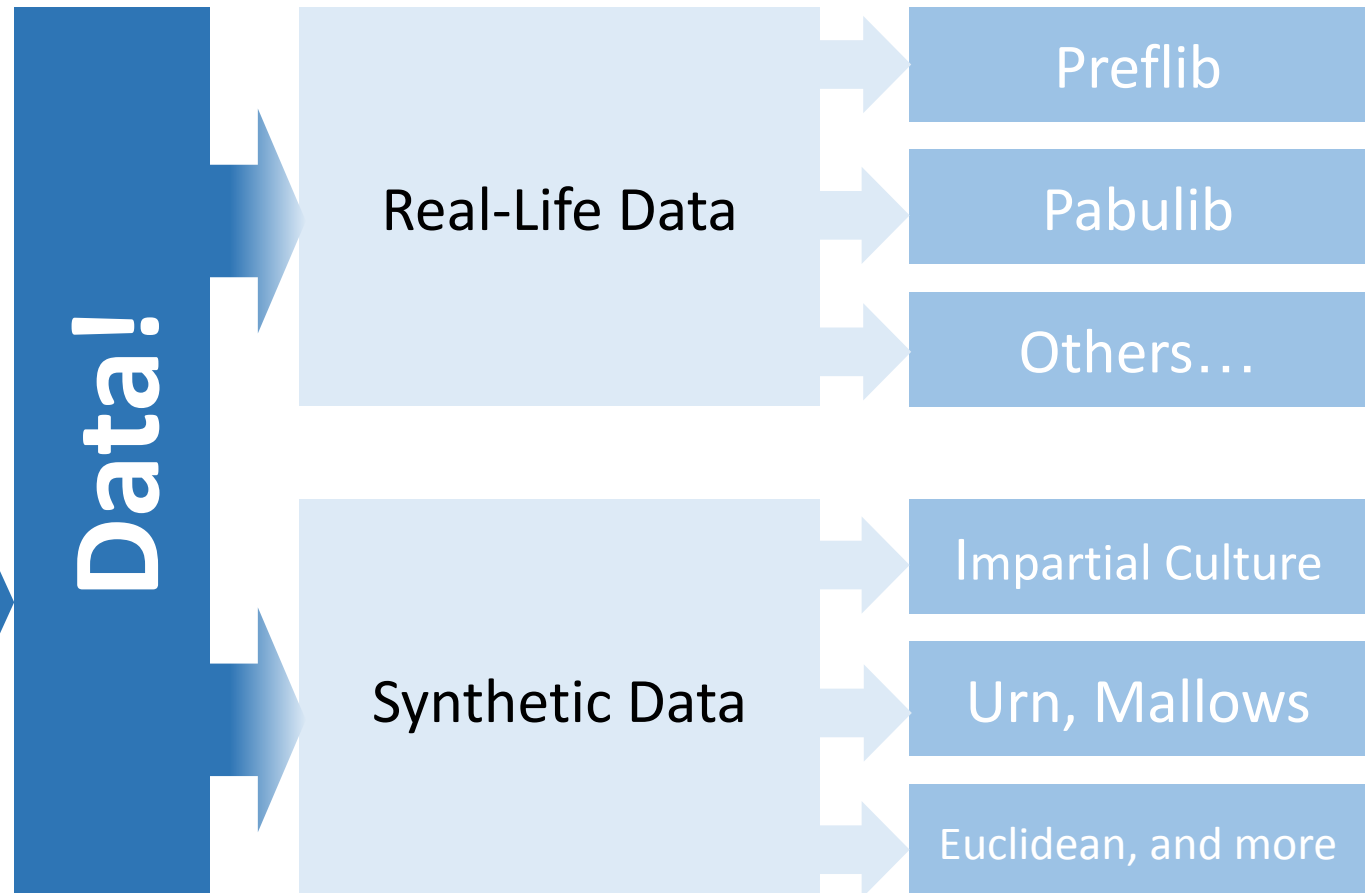 Data!
Real-Life Data
Preflib
Pabulib
Others...
Synthetic Data
Impartial Culture
Urn, Mallows
Euclidean, and more